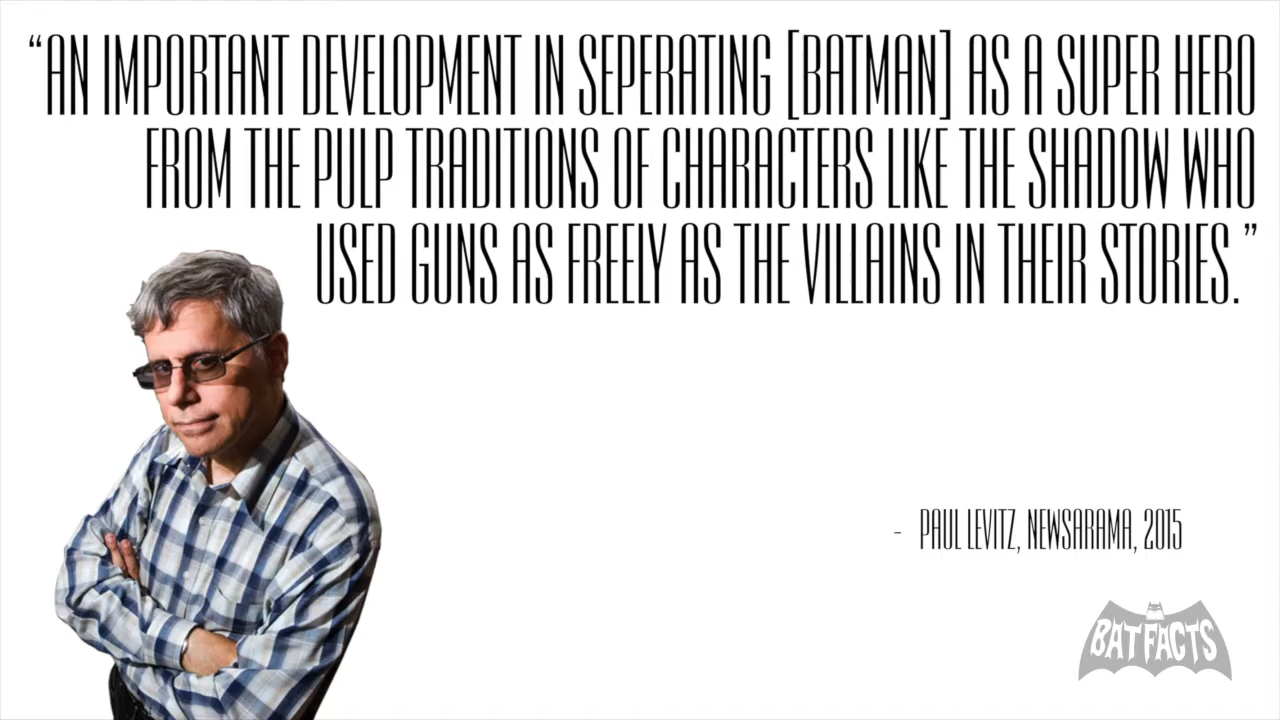 “AN IMPORTANT DEVELOPMENT IN SEPERATING [BATMAN] AS A SUPER HERO
FROM THE PULP TRADITIONS OF CHARACTERS LIKE THE SHADOW WHO
USED GUNS AS FREELY AS THE VILLAINS IN THEIR STORIES.”
- PAUL LEVITZ, NEWSARAMA, 2015
BATFACTS